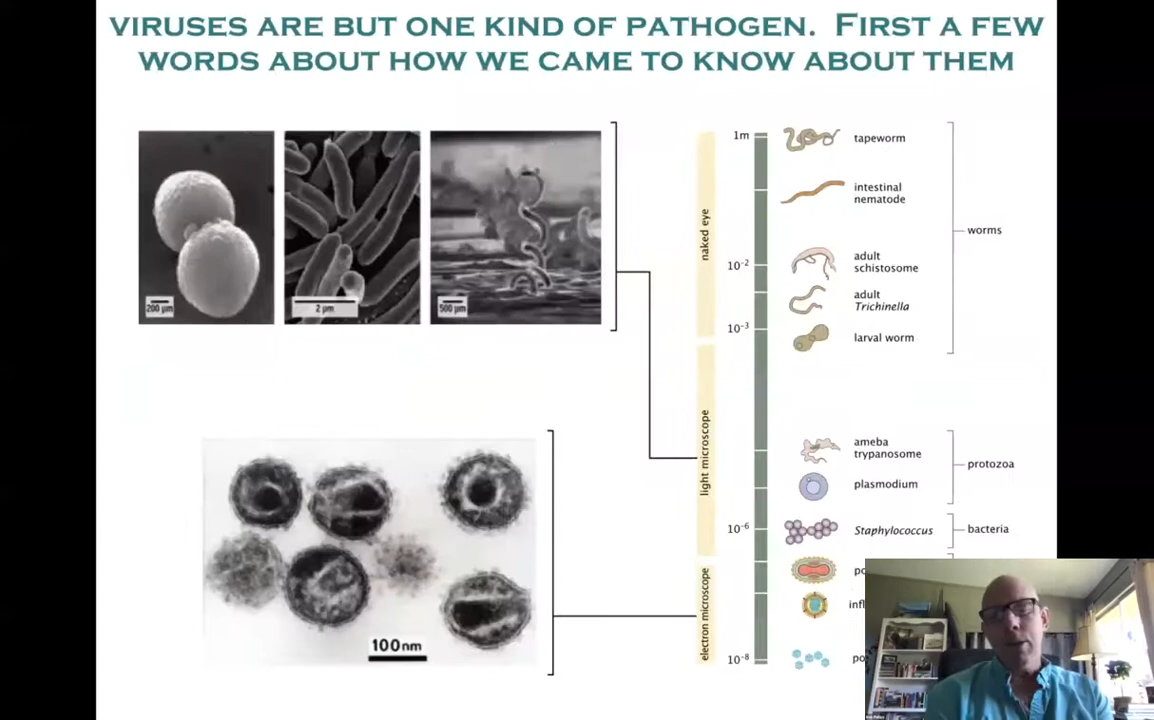 VIRUSES ARE BUT ONE KIND OF PATHOGEN. FIRST A FEW
WORDS ABOUT HOW WE CAME TO KNOW ABOUT THEM
200 µm
2 µm
500 µm
100nm
naked eye
light microscope
electron microscope
1m
10-2
10-3
10-6
10-8
tapeworm
intestinal
nematode
adult
schistosome
adult
Trichinella
larval worm
worms
ameba
trypanosome
plasmodium
protozoa
Staphylococcus
bacteria